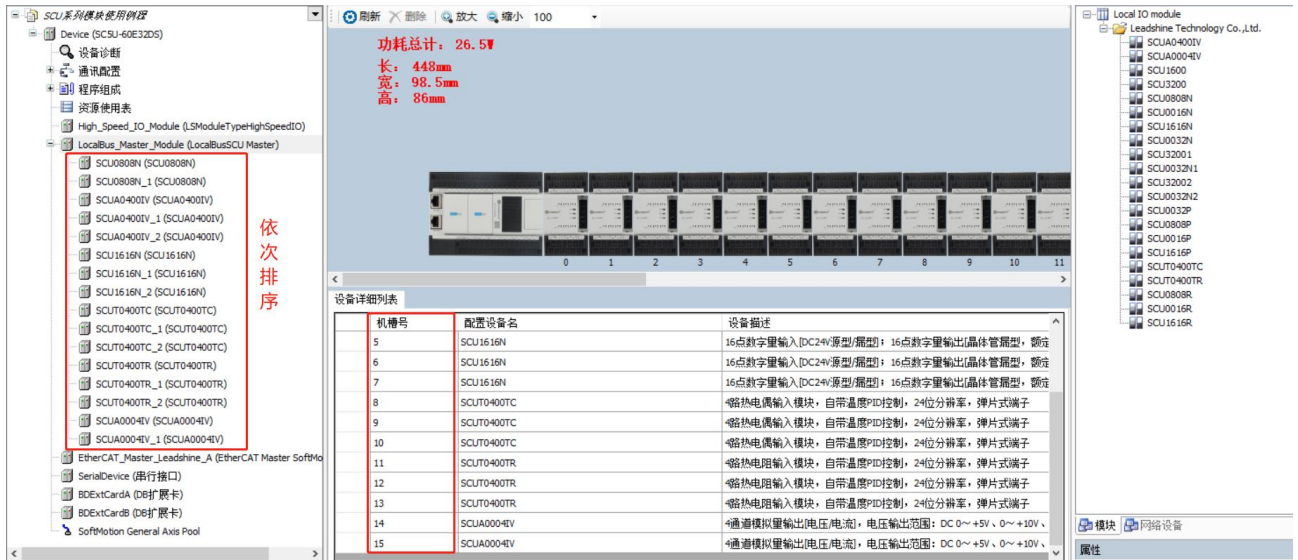 SCU系列模块使用例程
Device (SC5U-60E32DS)
设备诊断
通讯配置
程序组成
资源使用表
High_Speed_IO_Module (LSModuleTypeHighSpeedIO)
LocalBus_Master_Module (LocalBusSCU Master)
SCU0808N (SCU0808N)
SCU0808N_1 (SCU0808N)
SCUA0400IV (SCUA0400IV)
SCUA0400IV_1 (SCUA0400IV)
SCUA0400IV_2 (SCUA0400IV)
SCU1616N (SCU1616N)
SCU1616N_1 (SCU1616N)
SCU1616N_2 (SCU1616N)
SCUT0400TC (SCUT0400TC)
SCUT0400TC_1 (SCUT0400TC)
SCUT0400TC_2 (SCUT0400TC)
SCUT0400TR (SCUT0400TR)
SCUT0400TR_1 (SCUT0400TR)
SCUT0400TR_2 (SCUT0400TR)
SCUA0004IV (SCUA0004IV)
SCUA0004IV_1 (SCUA0004IV)
依次排序
EtherCAT_Master_Leadshine_A (EtherCAT Master SoftMo
SerialDevice (串行接口)
BDExtCardA (DB扩展卡)
BDExtCardB (DB扩展卡)
SoftMotion General Axis Pool
刷新 删除 放大 缩小 100
功耗总计: 26.5W
长: 448mm
宽: 98.5mm
高: 86mm
0 1 2 3 4 5 6 7 8 9 10 11
设备详细列表
机槽号 配置设备名 设备描述
5 SCU1616N 16点数字量输入[DC24V源型/漏型];16点数字量输出[晶体管漏型,额定
6 SCU1616N 16点数字量输入[DC24V源型/漏型];16点数字量输出[晶体管漏型,额定
7 SCU1616N 16点数字量输入[DC24V源型/漏型];16点数字量输出[晶体管漏型,额定
8 SCUT0400TC 4路热电偶输入模块,自带温度PID控制,24位分辨率,弹片式端子
9 SCUT0400TC 4路热电偶输入模块,自带温度PID控制,24位分辨率,弹片式端子
10 SCUT0400TC 4路热电偶输入模块,自带温度PID控制,24位分辨率,弹片式端子
11 SCUT0400TR 4路热电阻输入模块,自带温度PID控制,24位分辨率,弹片式端子
12 SCUT0400TR 4路热电阻输入模块,自带温度PID控制,24位分辨率,弹片式端子
13 SCUT0400TR 4路热电阻输入模块,自带温度PID控制,24位分辨率,弹片式端子
14 SCUA0004IV 4通道模拟量输出[电压/电流],电压输出范围:DC 0～+5V、0～+10V、
15 SCUA0004IV 4通道模拟量输出[电压/电流],电压输出范围:DC 0～+5V、0～+10V、
Local IO module
Leadshine Technology Co.,Ltd.
SCUA0400IV
SCUA0004IV
SCU1600
SCU3200
SCU0808N
SCU0016N
SCU1616N
SCU0032N
SCU32001
SCU0032N1
SCU32002
SCU0032N2
SCU0032P
SCU0808P
SCU0016P
SCU1616P
SCUT0400TC
SCUT0400TR
SCU0808R
SCU0016R
SCU1616R
模块 网络设备
属性